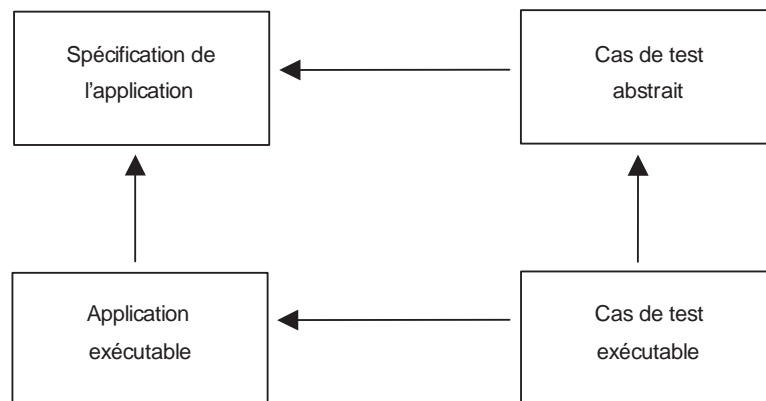 Spécification de
l'application
Cas de test
abstrait
Application
exécutable
Cas de test
exécutable